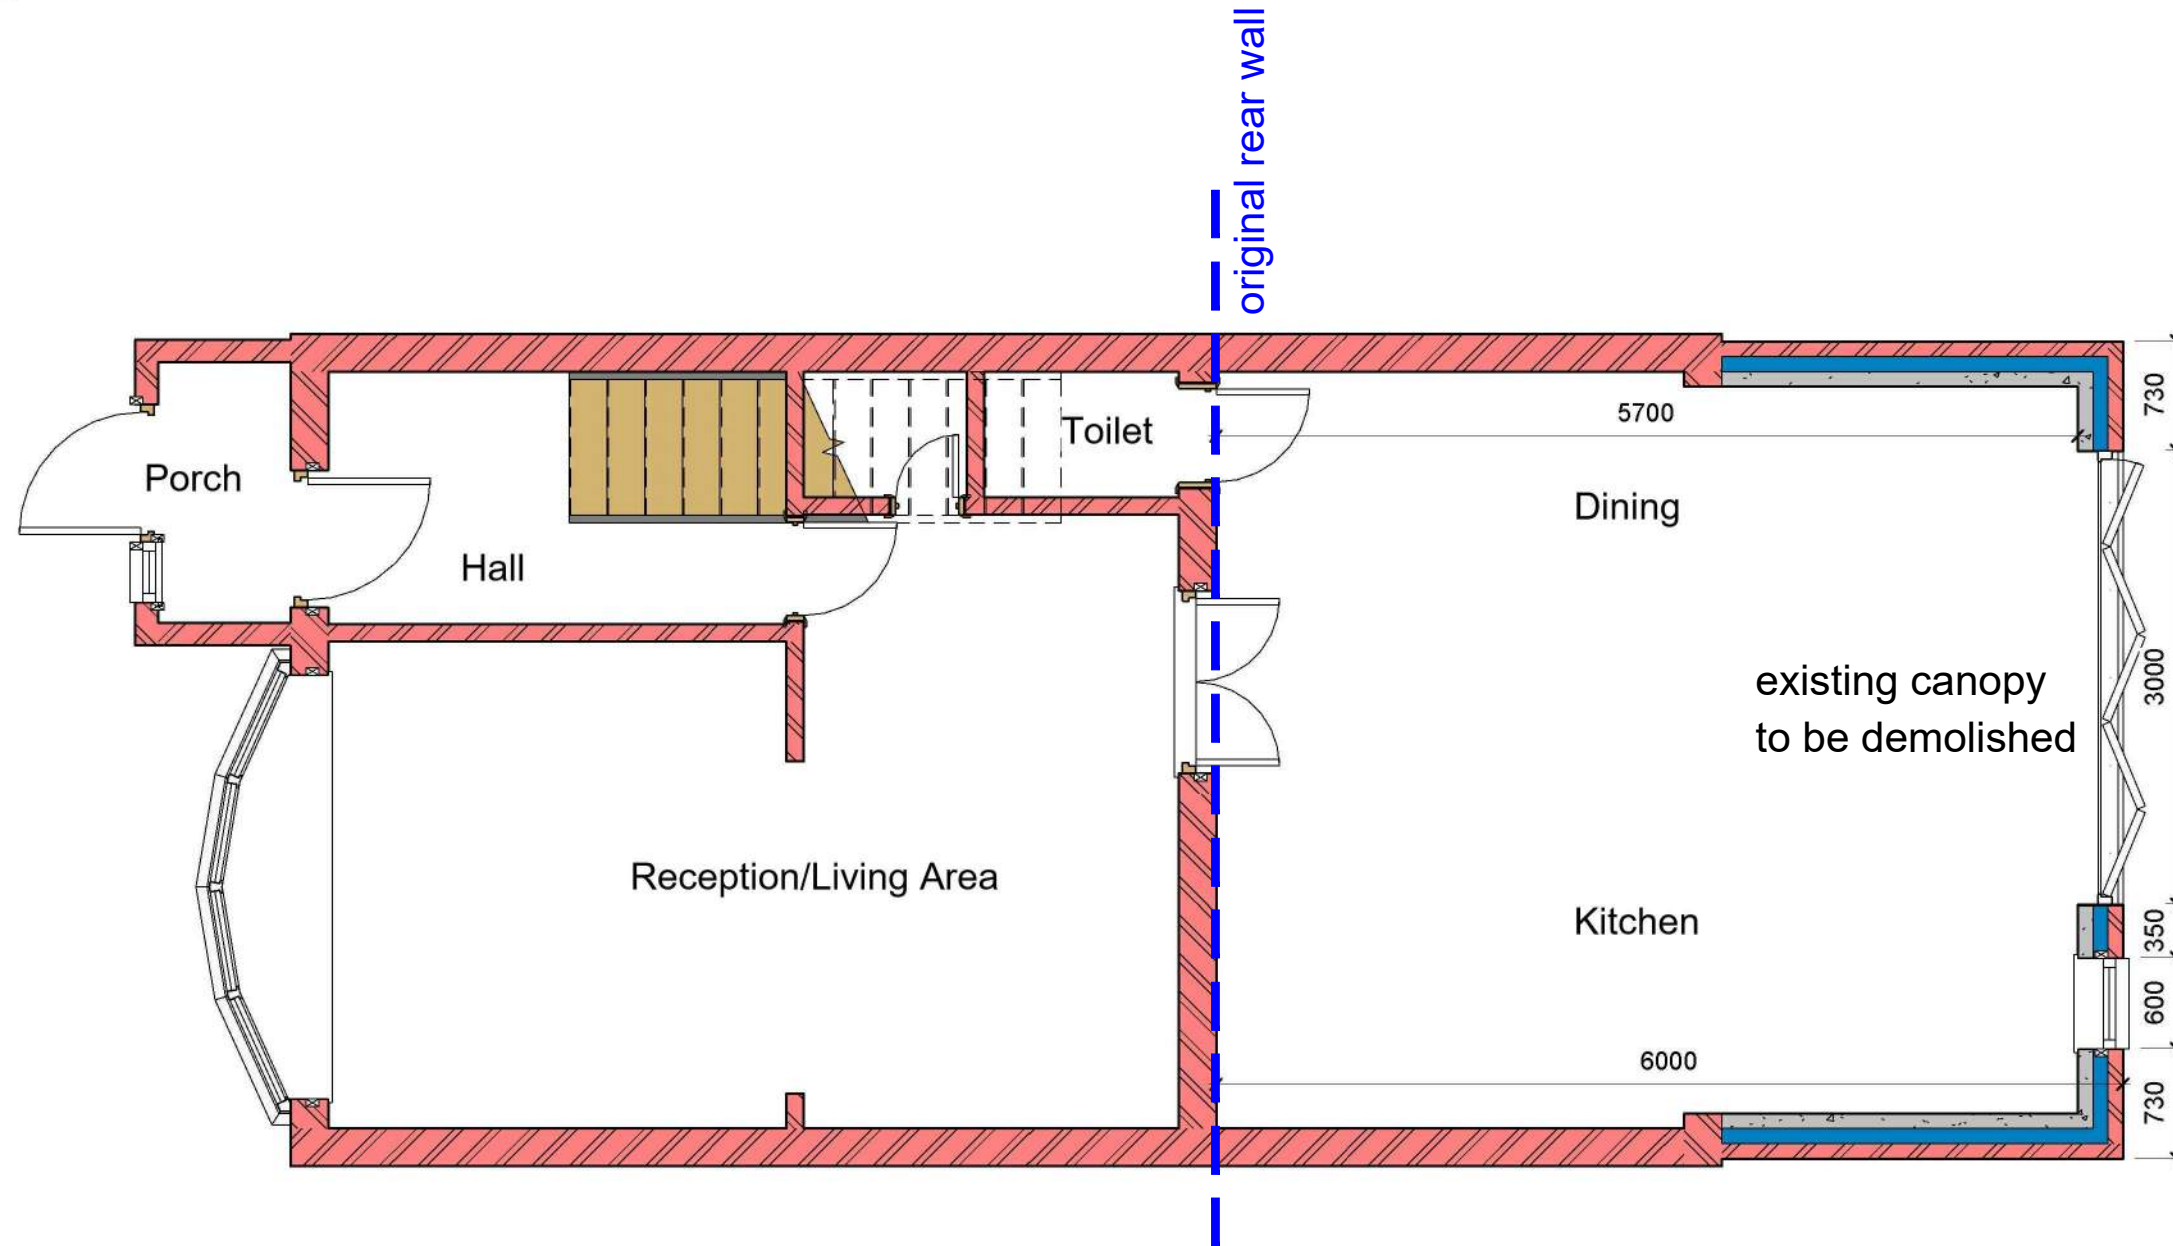 original rear wall
730
5700
Toilet
Porch
Dining
Hall
existing canopy
to be demolished
3000
Reception/Living Area
Kitchen
350
600
6000
730